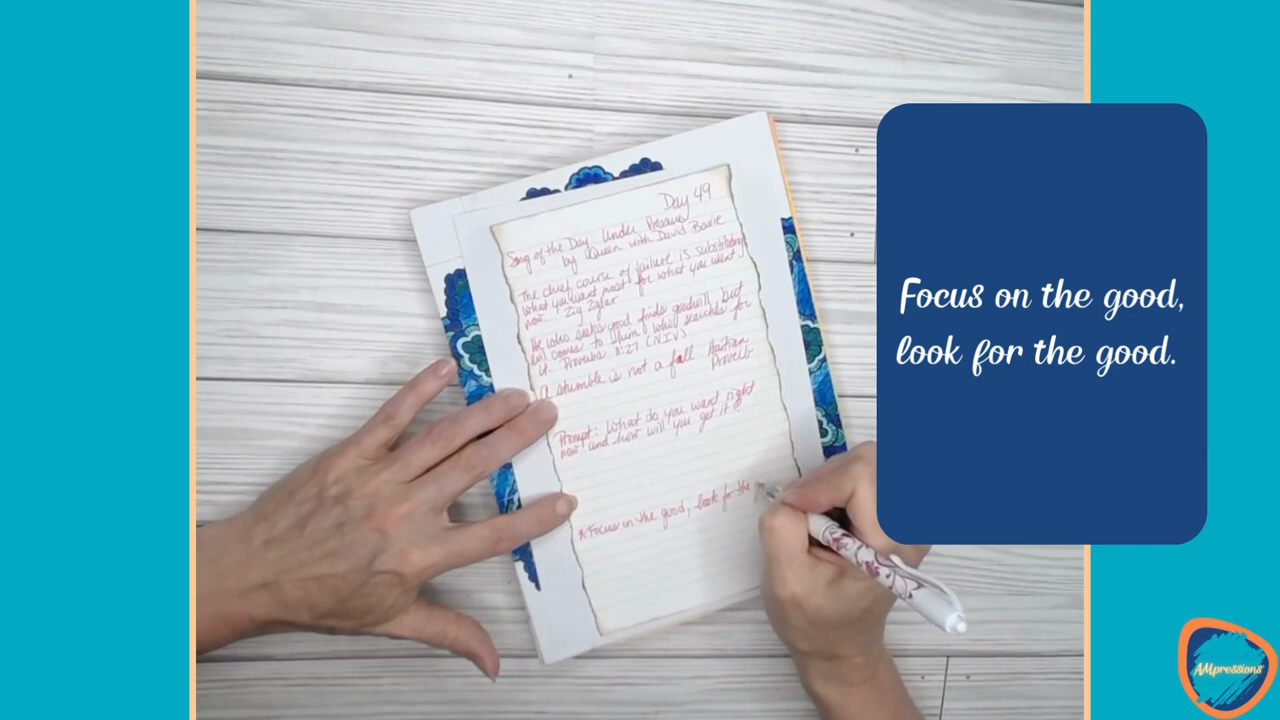 Day 49
Song of the Day: Under Pressure
by Queen with David Bowie
The chief course of failure is substituting
what you want most for what you want
now. Zig Ziglar
He who seeks good finds goodwill but
evil comes to him who searches for
it. Proverbs 11:27 (NIV)
A stumble is not a fall Haitian
Proverb
Prompt: What do you want right
now and how will you get it?
*Focus on the good, look for the g
Focus on the good,
look for the good.
AMpressions